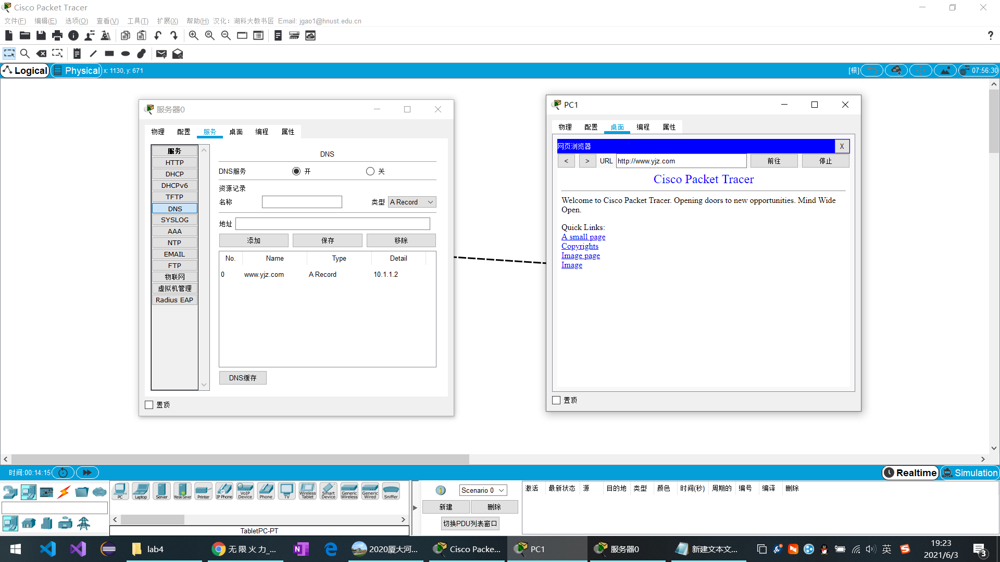 Cisco Packet Tracer
文件(F) 编辑(E) 选项(O) 查看(V) 工具(T) 扩展(X) 帮助(H) 汉化：湖科大教书匠 Email: jgao1@hnust.edu.cn
?
Logical Physical x: 1130, y: 671 [根] 07:56:30
服务器0
物理 配置 服务 桌面 编程 属性
服务
HTTP
DHCP
DHCPv6
TFTP
DNS
SYSLOG
AAA
NTP
EMAIL
FTP
物联网
虚拟机管理
Radius EAP
DNS
DNS服务 开 关
资源记录
名称 类型 A Record
地址
添加 保存 移除
No. Name Type Detail
0 www.yjz.com A Record 10.1.1.2
DNS缓存
置顶
PC1
物理 配置 桌面 编程 属性
网页浏览器 X
< > URL http://www.yjz.com 前往 停止
Cisco Packet Tracer
Welcome to Cisco Packet Tracer. Opening doors to new opportunities. Mind Wide
Open.
Quick Links:
A small page
Copyrights
Image page
Image
置顶
时间:00:14:15 Realtime Simulation
PC Laptop Server Meraki Server Printer IP Phone VoIP Device Phone TV Wireless Tablet Smart Device Generic Wireless Generic Wired Sniffer
TabletPC-PT
Scenario 0
新建 删除
切换PDU列表窗口
激活 最新状态 源 目的地 类型 颜色 时间(秒) 周期的 编号 编译 删除
lab4 无 限 火 力_... 2020厦大河... Cisco Packe... PC1 服务器0 新建文本文... 英 19:23
2021/6/3 3